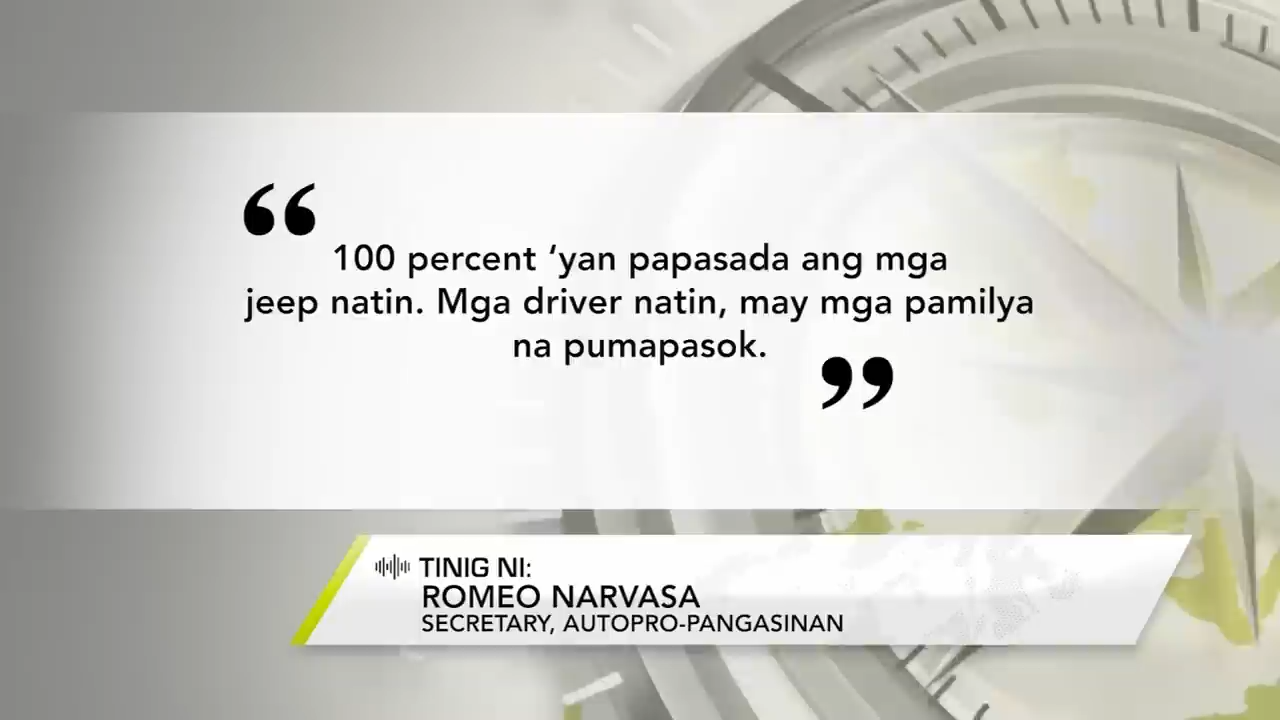 “
100 percent ‘yan papasada ang mga
jeep natin. Mga driver natin, may mga pamilya
na pumapasok.
”
TINIG NI:
ROMEO NARVASA
SECRETARY, AUTOPRO-PANGASINAN